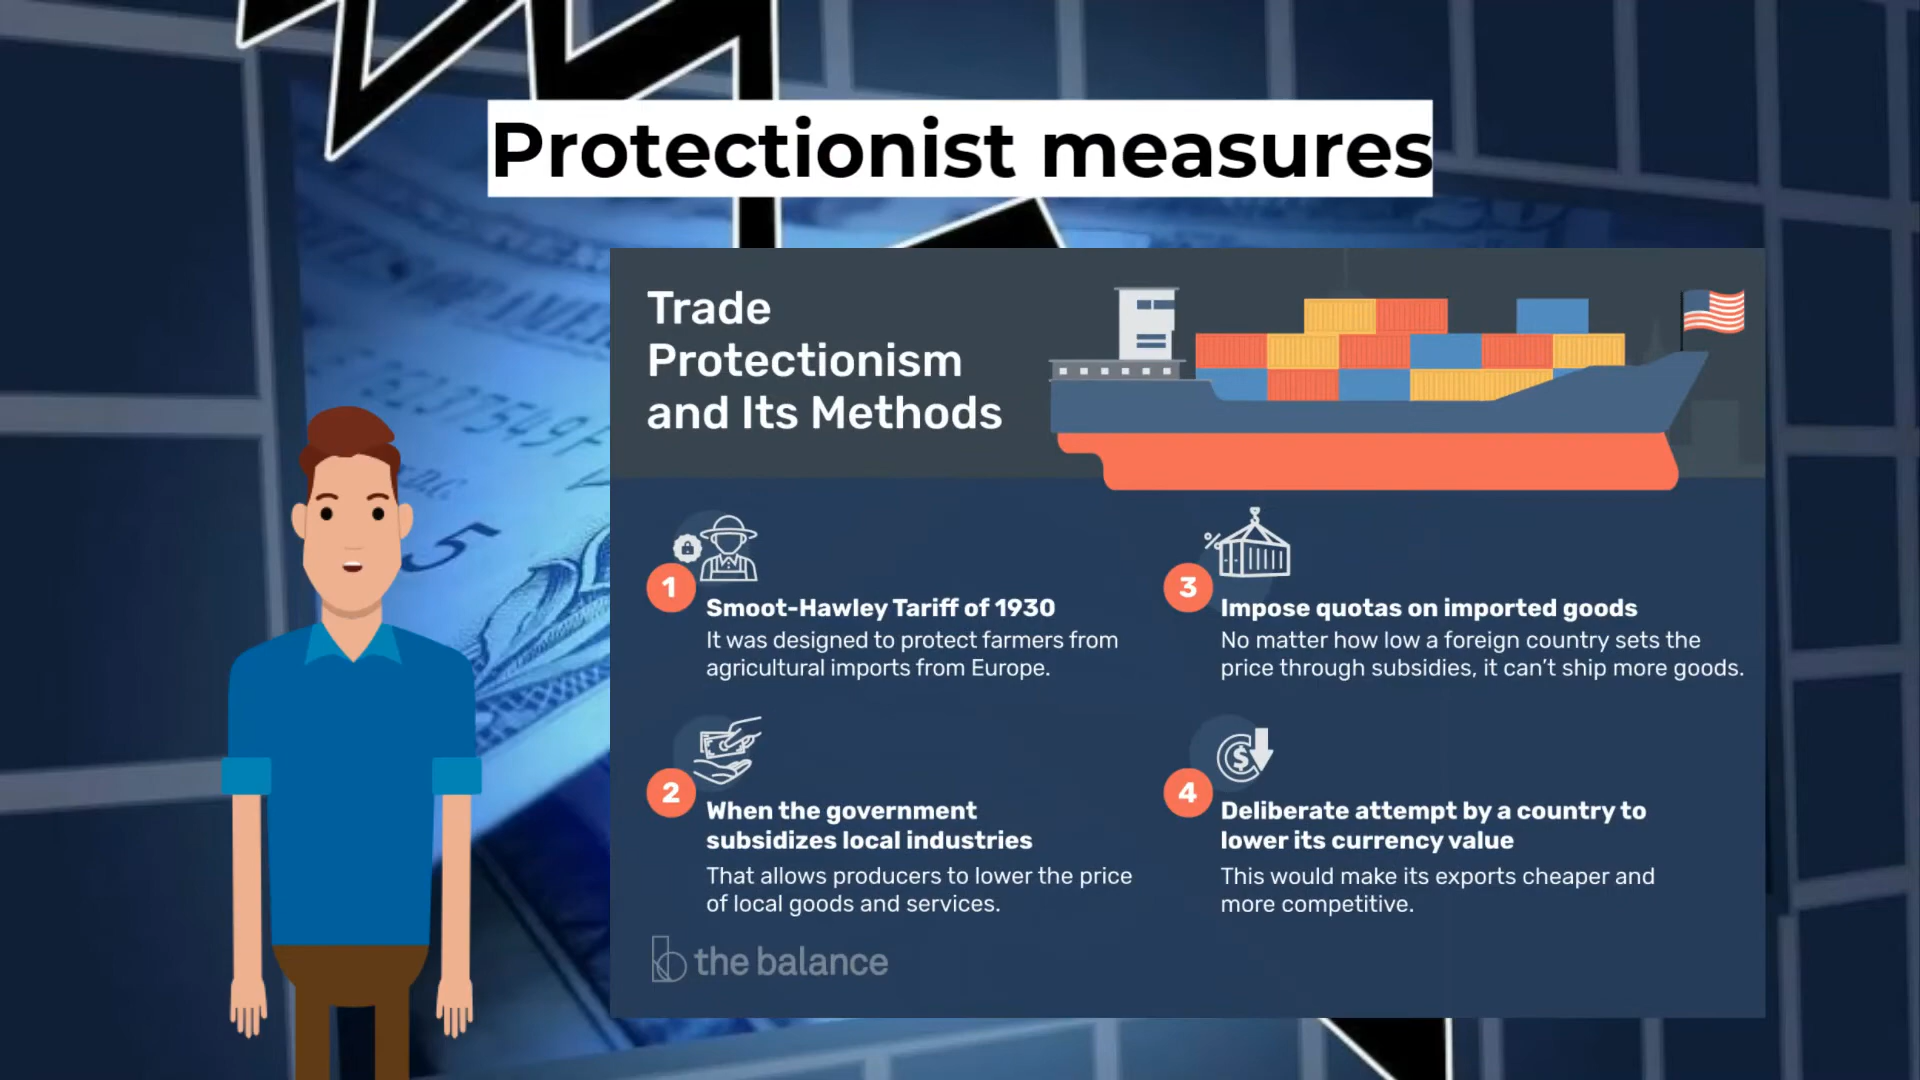 Protectionist measures
Trade
Protectionism
and Its Methods
1
Smoot-Hawley Tariff of 1930
It was designed to protect farmers from
agricultural imports from Europe.
2
When the government
subsidizes local industries
That allows producers to lower the price
of local goods and services.
%
3
Impose quotas on imported goods
No matter how low a foreign country sets the
price through subsidies, it can't ship more goods.
$
4
Deliberate attempt by a country to
lower its currency value
This would make its exports cheaper and
more competitive.
the balance